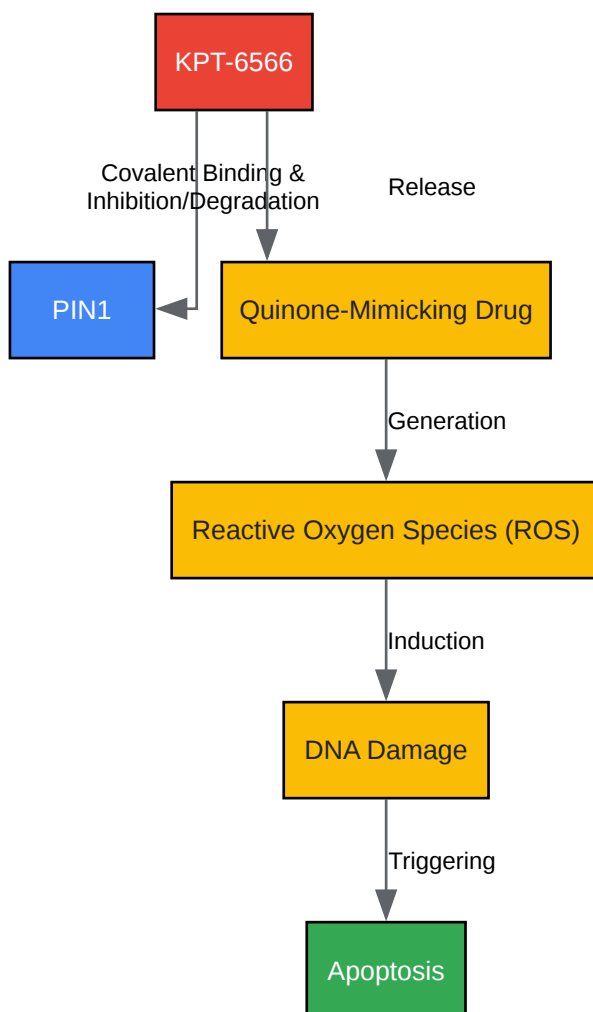 KPT-6566
Covalent Binding &
Inhibition/Degradation
Release
PIN1
Quinone-Mimicking Drug
Generation
Reactive Oxygen Species (ROS)
Induction
DNA Damage
Triggering
Apoptosis